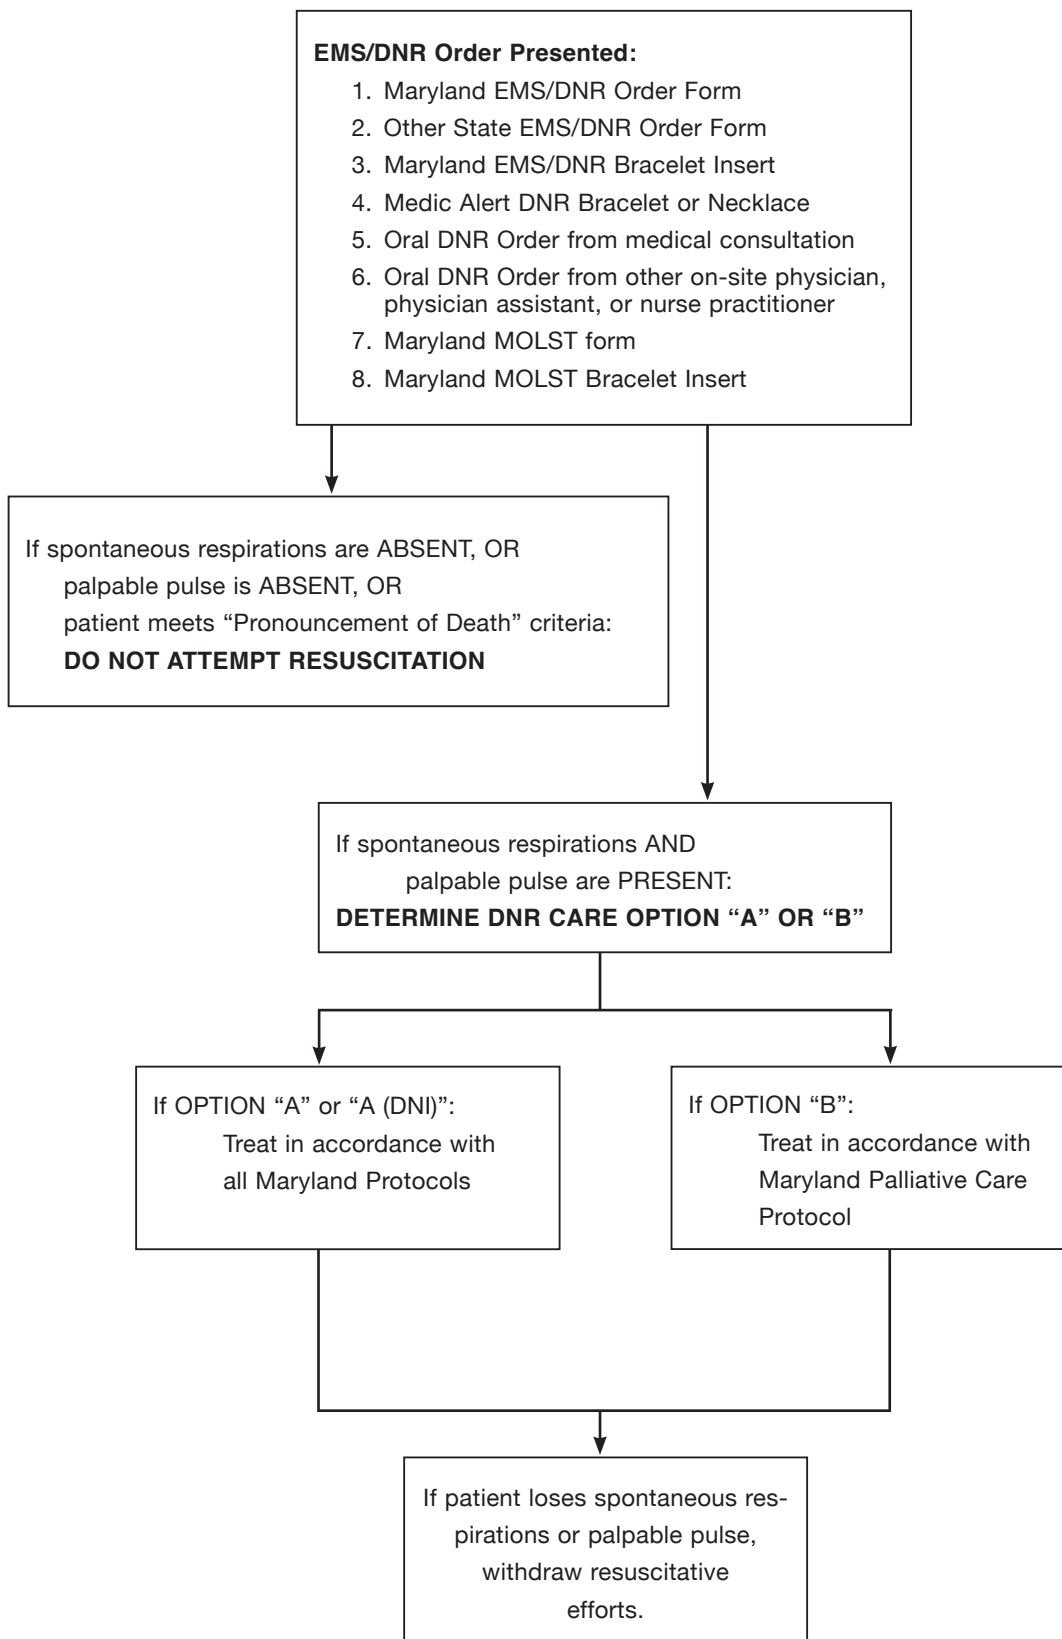 EMS/DNR Order Presented:
1. Maryland EMS/DNR Order Form
2. Other State EMS/DNR Order Form
3. Maryland EMS/DNR Bracelet Insert
4. Medic Alert DNR Bracelet or Necklace
5. Oral DNR Order from medical consultation
6. Oral DNR Order from other on-site physician,
physician assistant, or nurse practitioner
7. Maryland MOLST form
8. Maryland MOLST Bracelet Insert
If spontaneous respirations are ABSENT, OR
palpable pulse is ABSENT, OR
patient meets “Pronouncement of Death” criteria:
DO NOT ATTEMPT RESUSCITATION
If spontaneous respirations AND
palpable pulse are PRESENT:
DETERMINE DNR CARE OPTION “A” OR “B”
If OPTION “A” or “A (DNI)”:
Treat in accordance with
all Maryland Protocols
If OPTION “B”:
Treat in accordance with
Maryland Palliative Care
Protocol
If patient loses spontaneous res-
pirations or palpable pulse,
withdraw resuscitative
efforts.